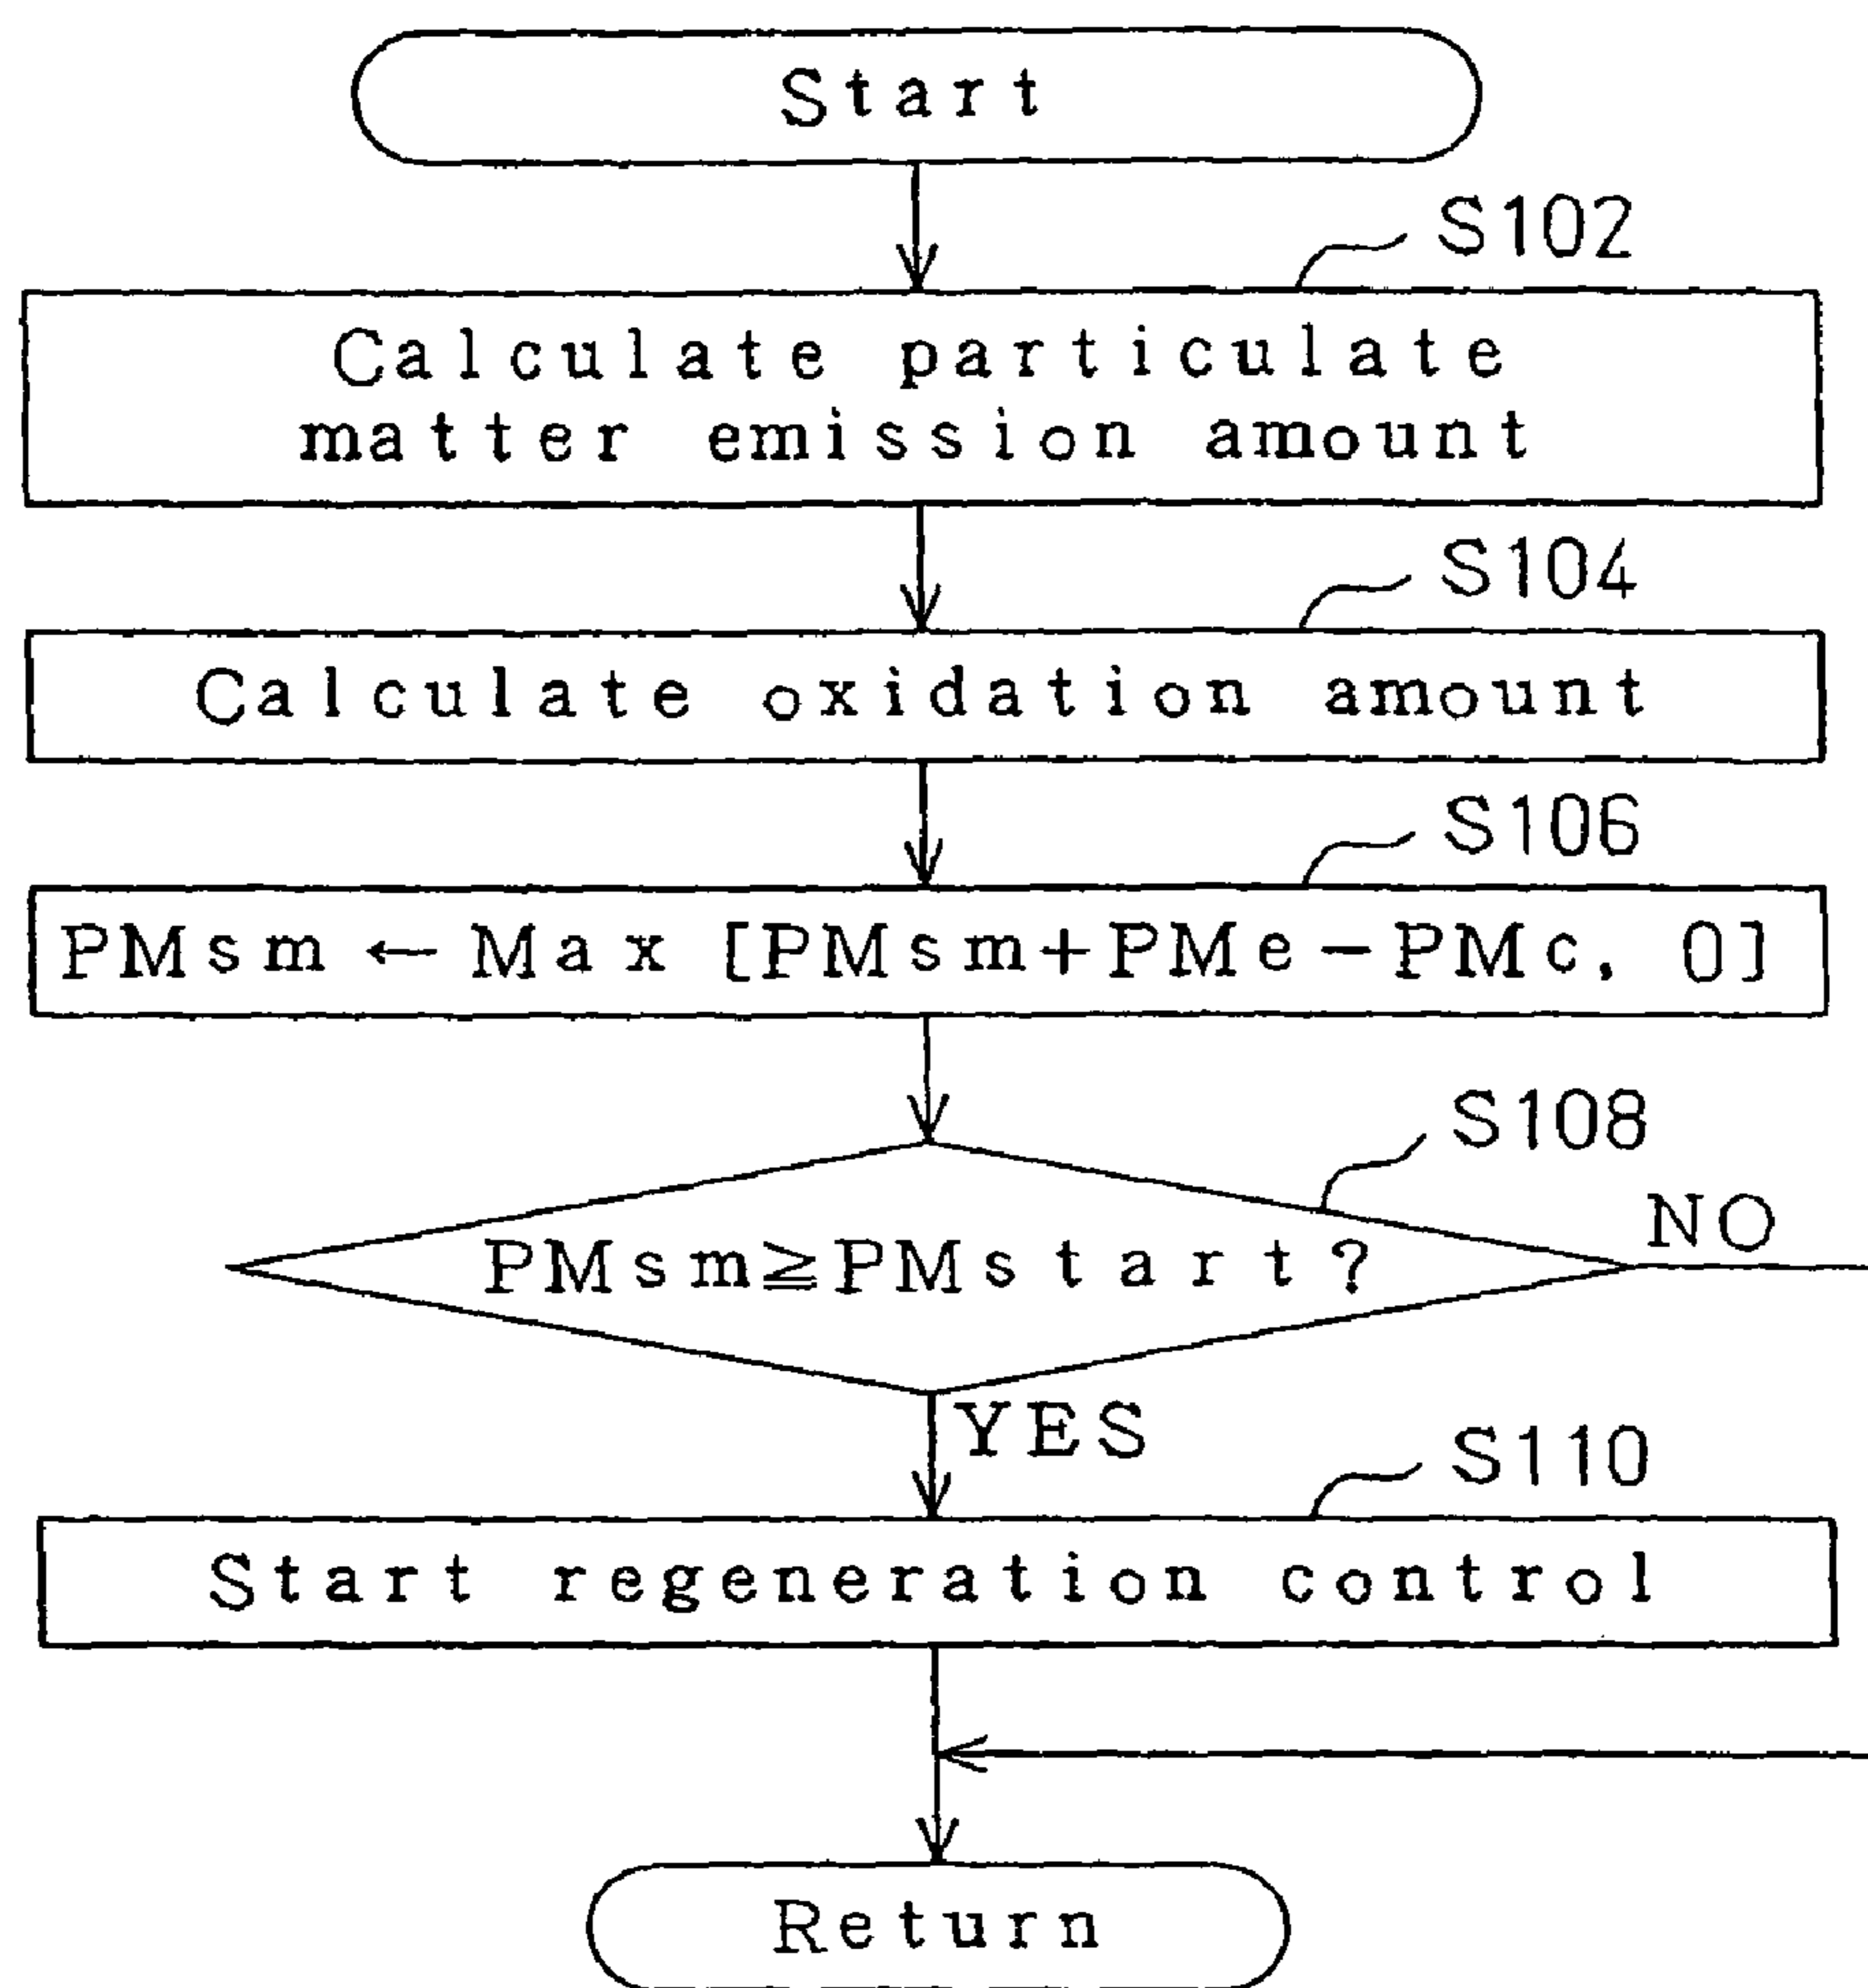 Start
S102
Calculate particulate
matter emission amount
S104
Calculate oxidation amount
S106
PMsm ← Max [PMsm+PMe−PMc, 0]
S108
PMsm≧PMstart?
NO
YES
S110
Start regeneration control
Return